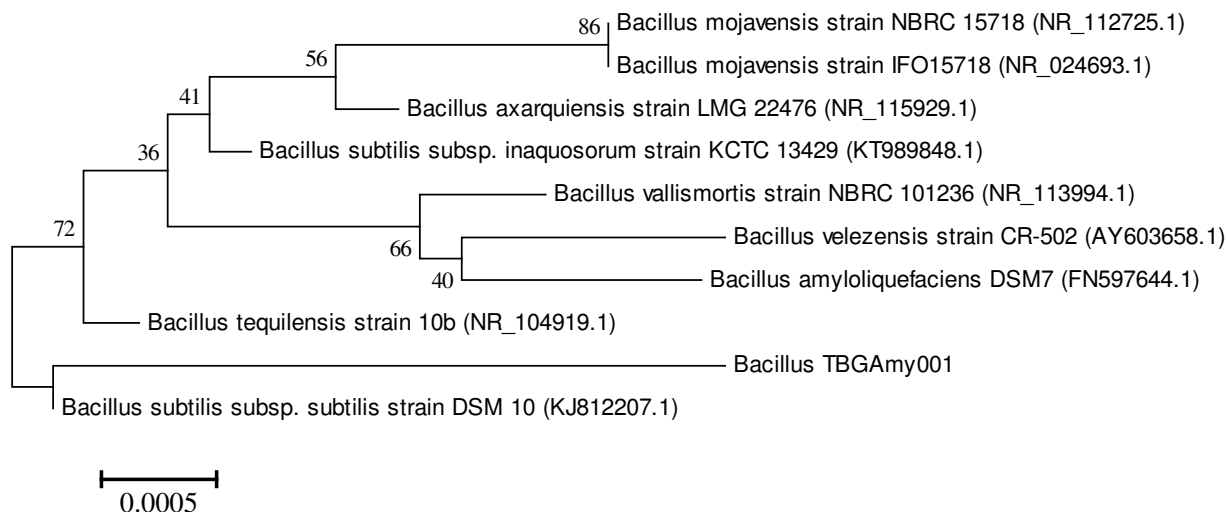 86
Bacillus mojavensis strain NBRC 15718 (NR_112725.1)
56
Bacillus mojavensis strain IFO15718 (NR_024693.1)
41
Bacillus axarquiensis strain LMG 22476 (NR_115929.1)
36
Bacillus subtilis subsp. inaquosorum strain KCTC 13429 (KT989848.1)
Bacillus vallismortis strain NBRC 101236 (NR_113994.1)
72
66
Bacillus velezensis strain CR-502 (AY603658.1)
40
Bacillus amyloliquefaciens DSM7 (FN597644.1)
Bacillus tequilensis strain 10b (NR_104919.1)
Bacillus TBGAmy001
Bacillus subtilis subsp. subtilis strain DSM 10 (KJ812207.1)
0.0005